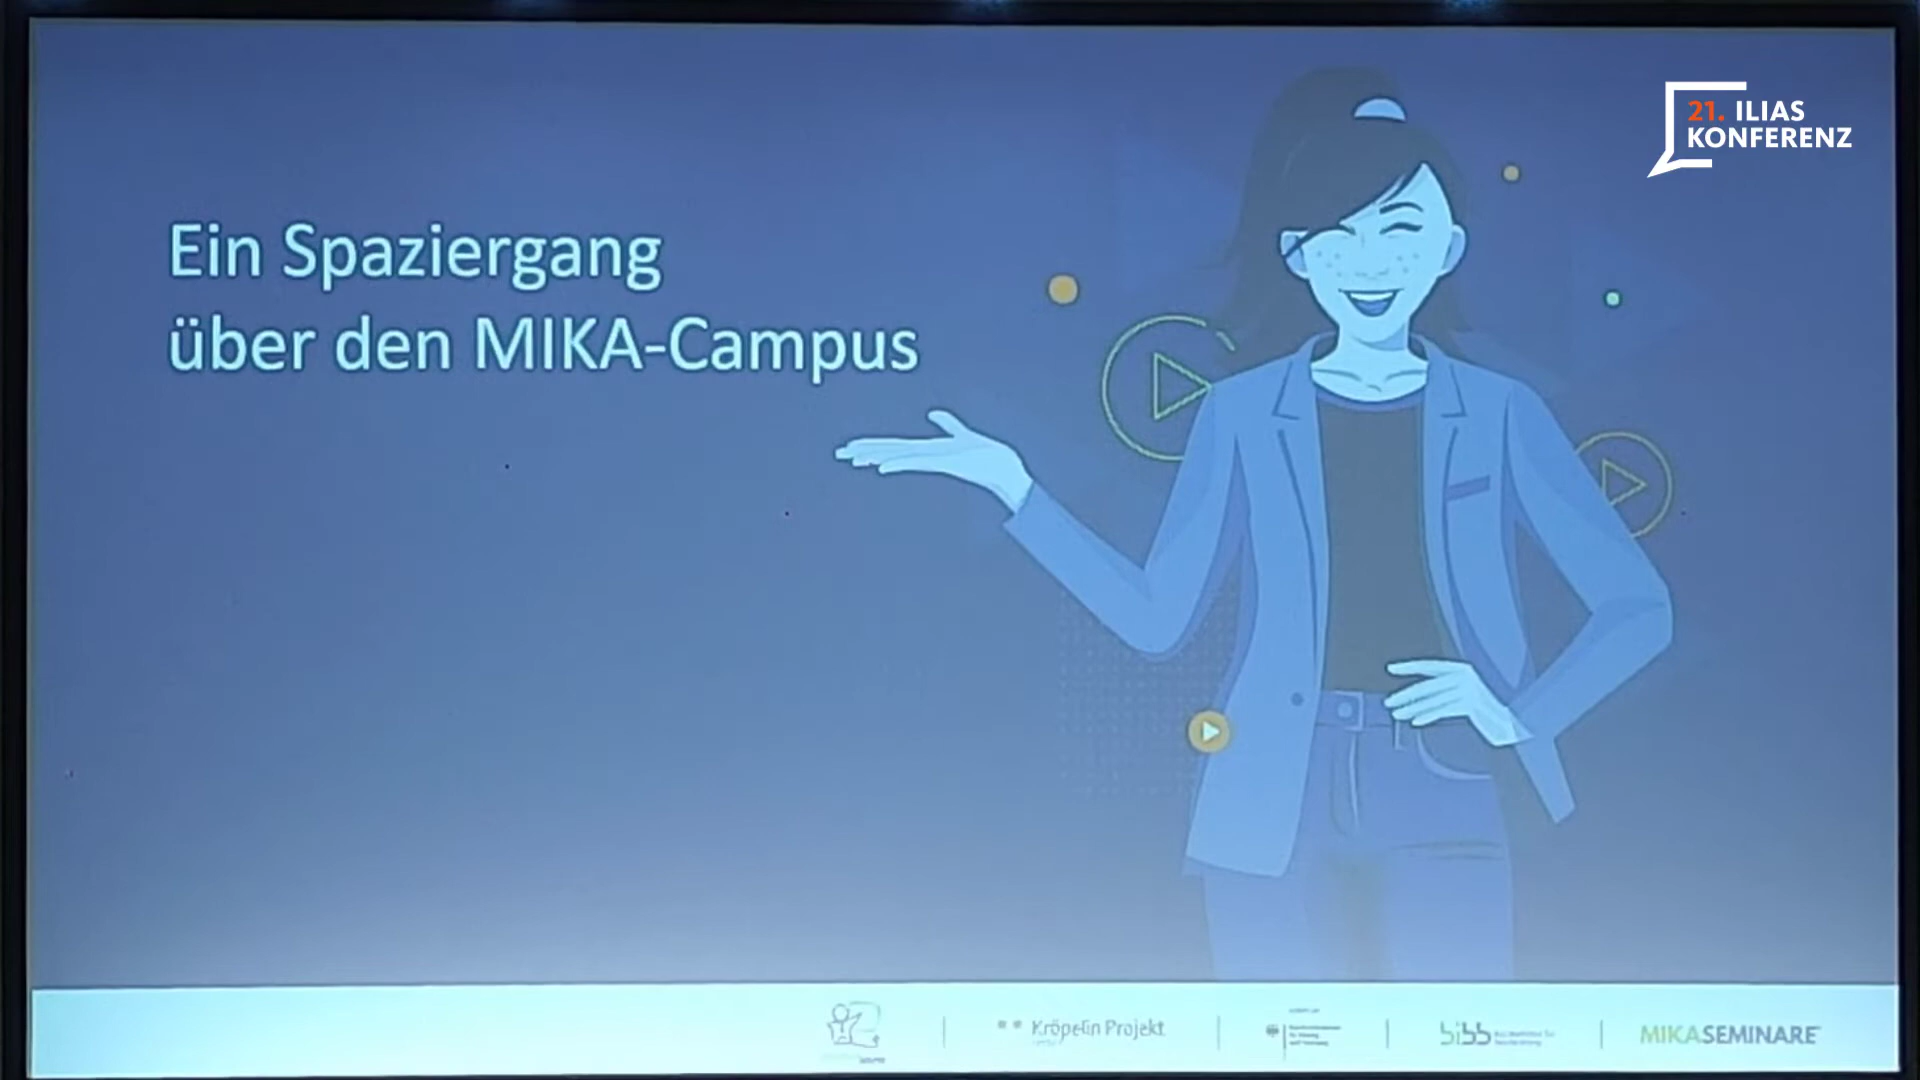 21. ILIAS
KONFERENZ
Ein Spaziergang
über den MIKA-Campus
Kröpelin Projekt
bibb
MIKASEMINARE